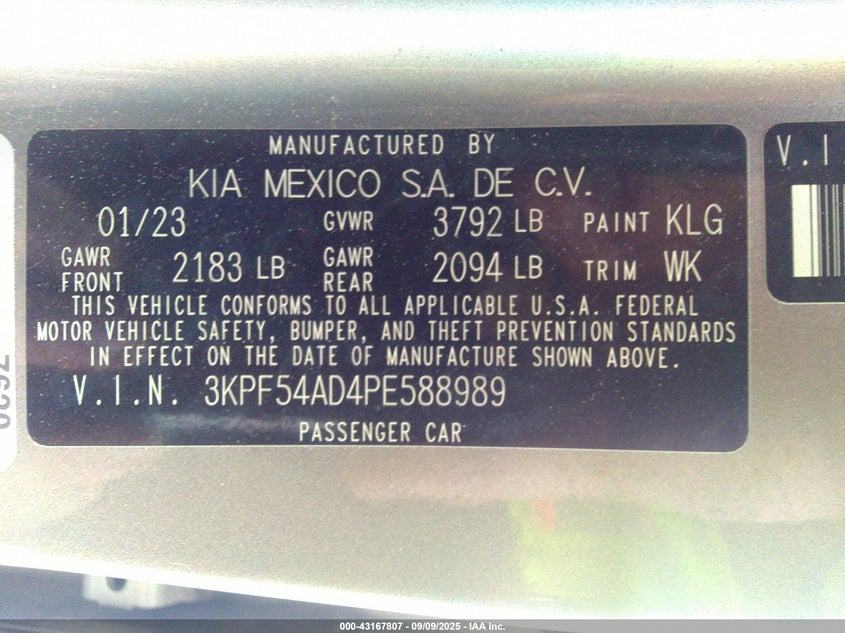 MANUFACTURED BY
KIA MEXICO S.A. DE C.V.
01/23 GVWR 3792 LB PAINT KLG
GAWR FRONT 2183 LB GAWR REAR 2094 LB TRIM WK
THIS VEHICLE CONFORMS TO ALL APPLICABLE U.S.A. FEDERAL
MOTOR VEHICLE SAFETY, BUMPER, AND THEFT PREVENTION STANDARDS
IN EFFECT ON THE DATE OF MANUFACTURE SHOWN ABOVE.
V.I.N. 3KPF54AD4PE588989
PASSENGER CAR
V.I.
000-43167807 - 09/09/2025 - IAA Inc.